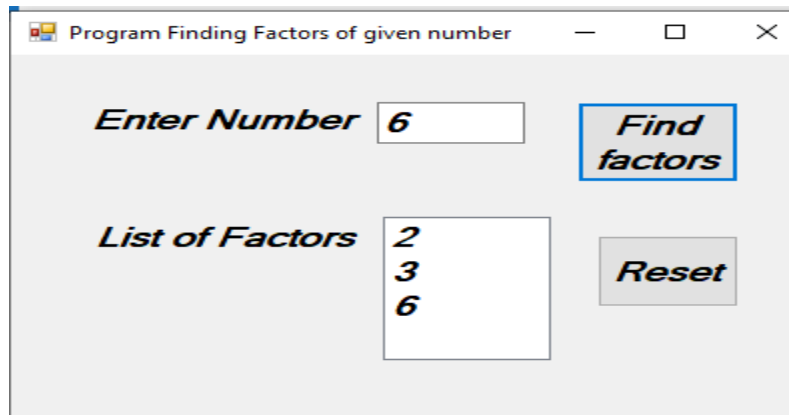 Program Finding Factors of given number
Enter Number 6
Find
factors
List of Factors 2
3
6
Reset